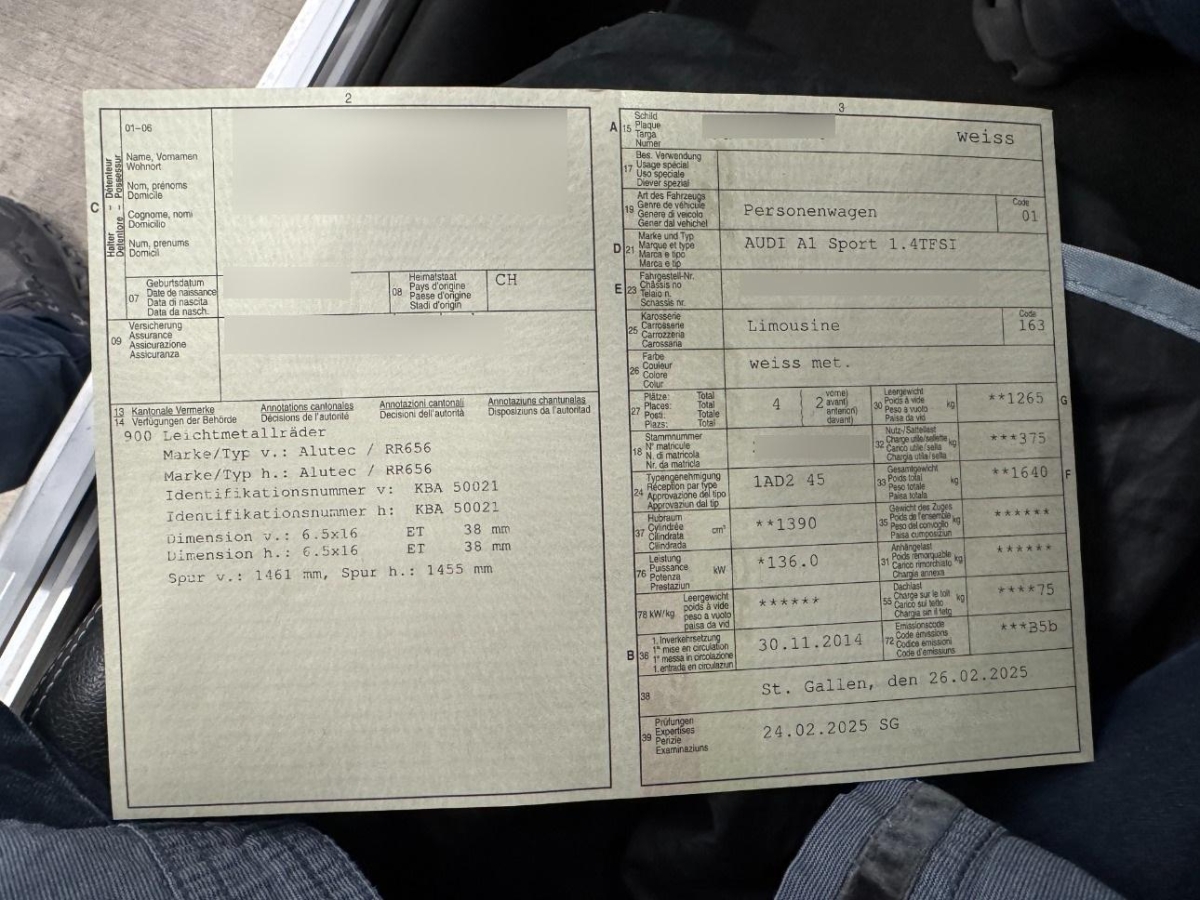 2
C
Halter – Détenteur
Detentore – Possessur
01-06
Name, Vornamen
Wohnort
Nom, prénoms
Domicile
Cognome, nomi
Domicilio
Num, prenums
Domicil
07
Geburtsdatum
Date de naissance
Data di nascita
Data da nasch.
08
Heimatstaat
Pays d'origine
Paese d'origine
Stadi d'origin
CH
09
Versicherung
Assurance
Assicurazione
Assicuranza
13 Kantonale Vermerke Annotations cantonales Annotazioni cantonali Annotaziuns chantunalas
14 Verfügungen der Behörde Décisions de l'autorité Decisioni dell'autorità Disposiziuns da l'autoritad
900 Leichtmetallräder
Marke/Typ v.: Alutec / RR656
Marke/Typ h.: Alutec / RR656
Identifikationsnummer v: KBA 50021
Identifikationsnummer h: KBA 50021
Dimension v.: 6.5x16 ET 38 mm
Dimension h.: 6.5x16 ET 38 mm
Spur v.: 1461 mm, Spur h.: 1455 mm
3
A 15
Schild
Plaque
Targa
Numer
weiss
17
Bes. Verwendung
Usage spécial
Uso speciale
Diever spezial
19
Art des Fahrzeugs
Genre de véhicule
Genere di veicolo
Gener dal vehichel
Personenwagen
Code
01
D 21
Marke und Typ
Marque et type
Marca e tipo
Marca e tip
AUDI A1 Sport 1.4TFSI
E 23
Fahrgestell-Nr.
Châssis no
Telaio n.
Schassis nr.
25
Karosserie
Carrosserie
Carrozzeria
Carossaria
Limousine
Code
163
26
Farbe
Couleur
Colore
Colur
weiss met.
27
Plätze: Total
Places: Total
Posti: Totale
Plazs: Total
4
2
vorne)
avant)
anteriori)
davant)
30
Leergewicht
Poids à vide
Peso a vuoto
Paisa da vid
kg
**1265
G
18
Stammnummer
N° matricule
N. di matricola
Nr. da matricla
32
Nutz-/Sattellast
Charge utile/sellette
Carico utile/sella
Chargia utila/sella
kg
***375
24
Typengenehmigung
Réception par type
Approvazione del tipo
Approvaziun dal tip
1AD2 45
33
Gesamtgewicht
Poids total
Peso totale
Paisa totala
kg
**1640
F
37
Hubraum
Cylindrée
Cilindrata
Cilindrada
cm³
**1390
35
Gewicht des Zuges
Poids de l'ensemble
Peso del convoglio
Paisa cumposiziun
kg
******
76
Leistung
Puissance
Potenza
Prestaziun
kW
*136.0
31
Anhängelast
Poids remorquable
Carico rimorchiato
Chargia annexa
kg
******
78 kW/kg
Leergewicht
poids à vide
peso a vuoto
paisa da vid
******
55
Dachlast
Charge sur le toit
Carico sul tetto
Chargia sin il tetg
kg
****75
B 36
1. Inverkehrsetzung
1re mise en circulation
1a messa in circolazione
1. entrada en circulaziun
30.11.2014
72
Emissionscode
Code émissions
Codice emissioni
Code d'emissiuns
***B5b
38
St. Gallen, den 26.02.2025
39
Prüfungen
Expertises
Perizie
Examinaziuns
24.02.2025 SG